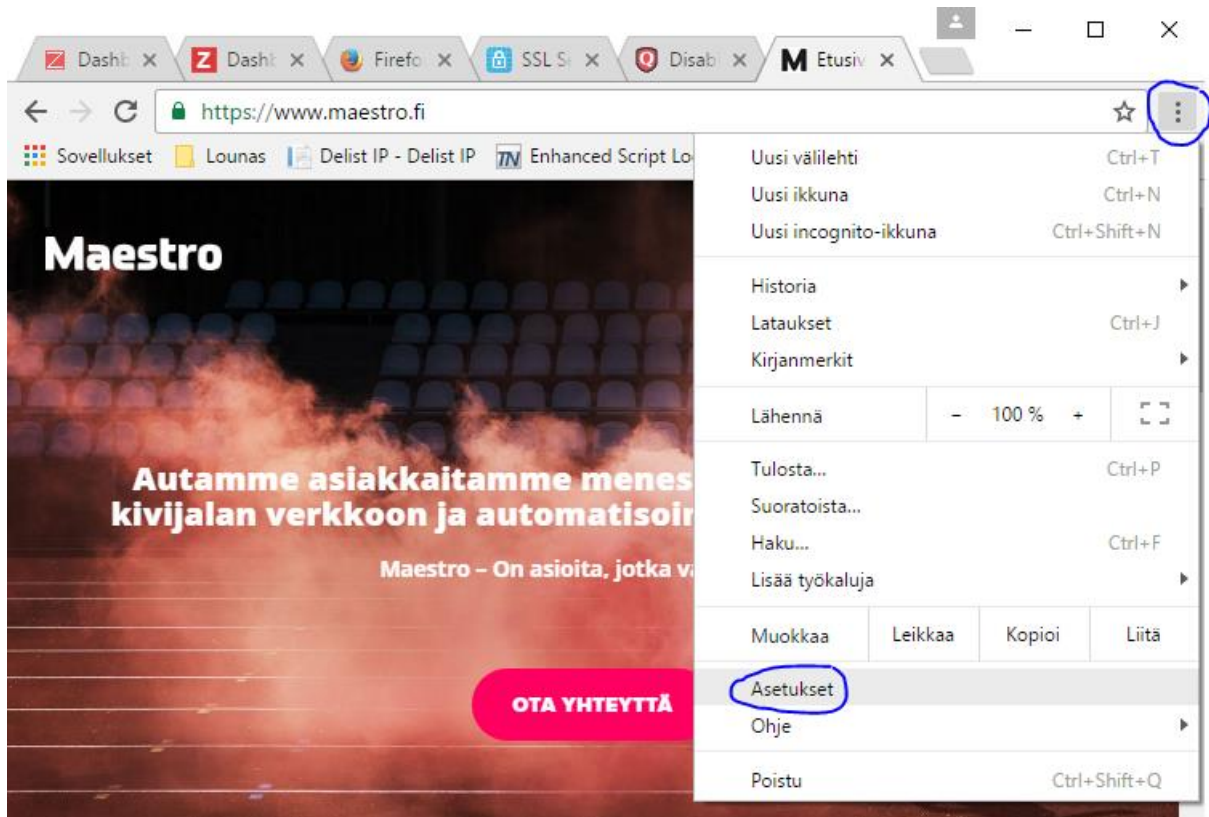 Dashb Dashb Firefo SSL S Disab Etusiv
https://www.maestro.fi
Sovellukset Lounas Delist IP - Delist IP TN Enhanced Script Lo
Maestro
Autamme asiakkaitamme menes
kivijalan verkkoon ja automatisoin
Maestro – On asioita, jotka va
OTA YHTEYTTÄ
Uusi välilehti Ctrl+T
Uusi ikkuna Ctrl+N
Uusi incognito-ikkuna Ctrl+Shift+N
Historia
Lataukset Ctrl+J
Kirjanmerkit
Lähennä - 100 % +
Tulosta... Ctrl+P
Suoratoista...
Haku... Ctrl+F
Lisää työkaluja
Muokkaa Leikkaa Kopioi Liitä
Asetukset
Ohje
Poistu Ctrl+Shift+Q